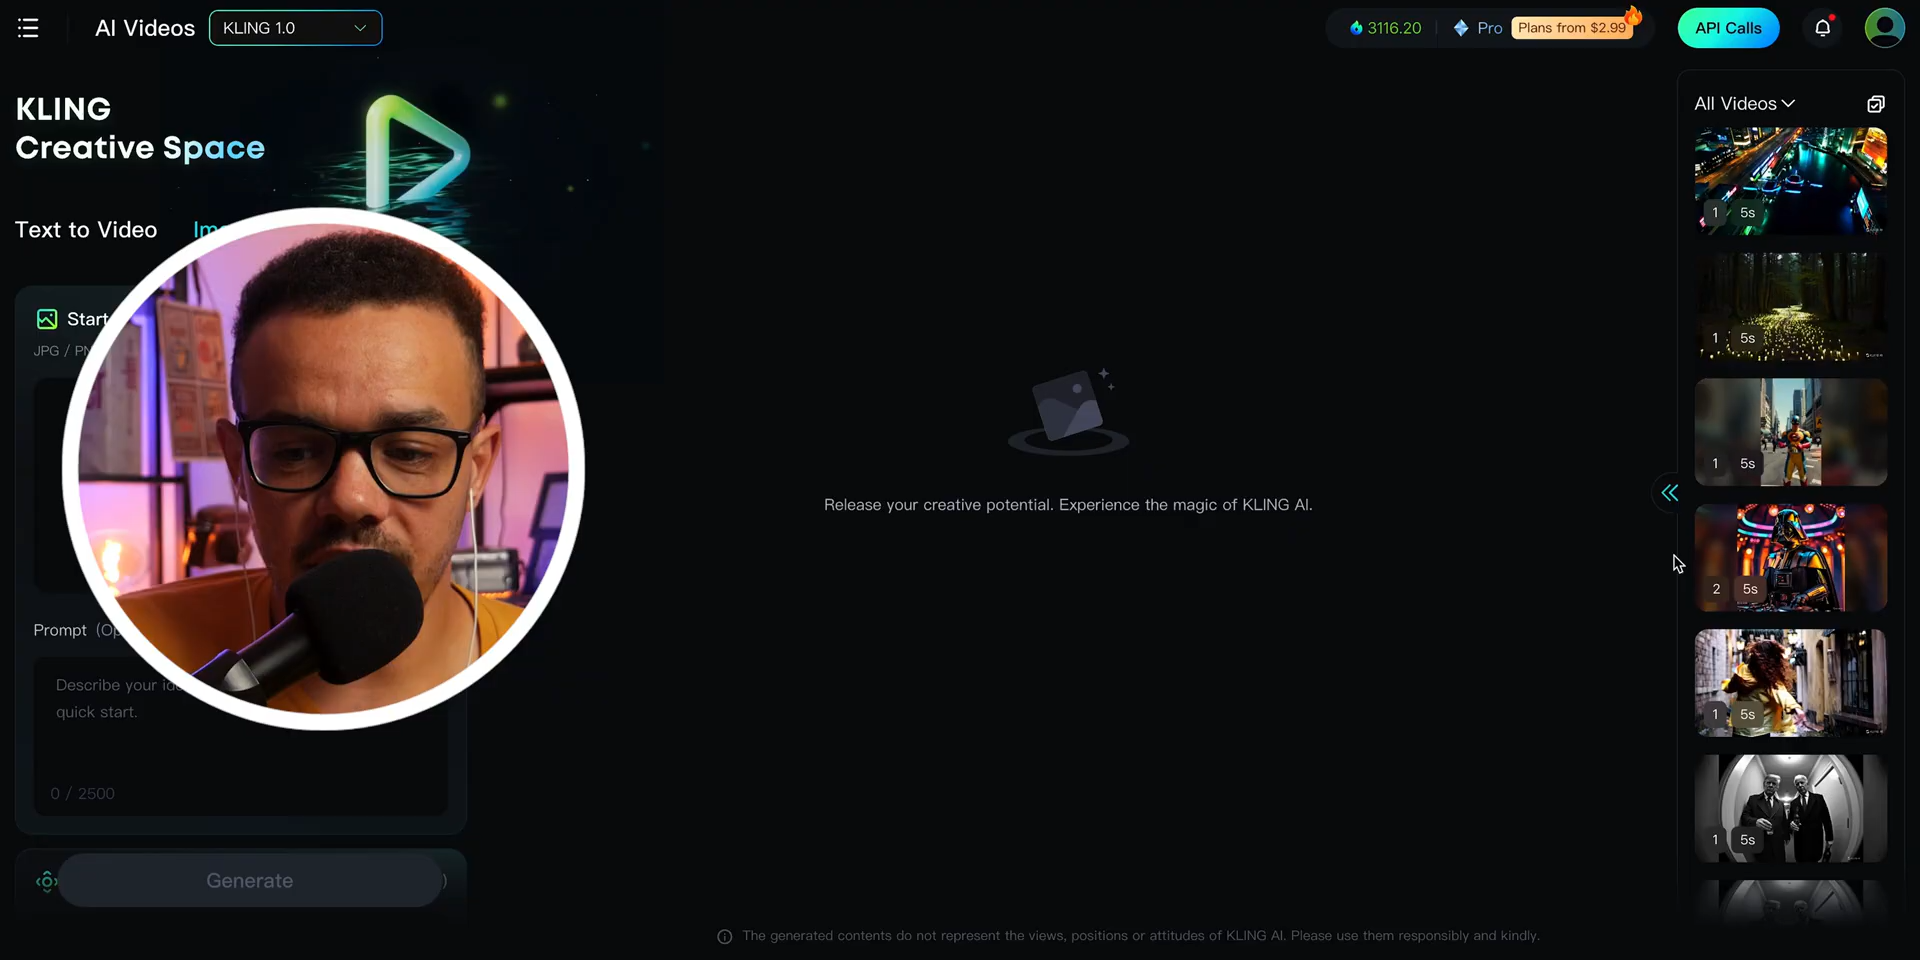 AI Videos
KLING 1.0
3116.20
Pro
Plans from $2.99
API Calls
KLING
Creative Space
Text to Video
All Videos
1 5s
1 5s
1 5s
2 5s
1 5s
1 5s
Start
JPG /
Release your creative potential. Experience the magic of KLING AI.
Prompt
Describe your
quick start.
0 / 2500
Generate
The generated contents do not represent the views, positions or attitudes of KLING AI. Please use them responsibly and kindly.